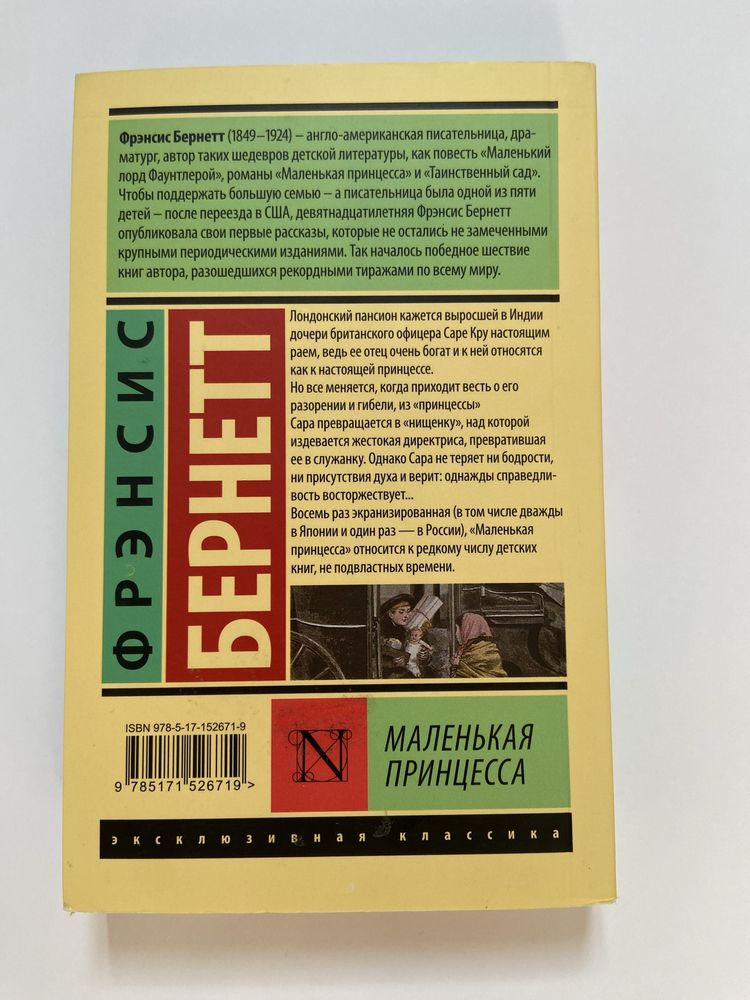 Фрэнсис Бернетт (1849–1924) – англо-американская писательница, дра-
матург, автор таких шедевров детской литературы, как повесть «Маленький
лорд Фаунтлерой», романы «Маленькая принцесса» и «Таинственный сад».
Чтобы поддержать большую семью – а писательница была одной из пяти
детей – после переезда в США, девятнадцатилетняя Фрэнсис Бернетт
опубликовала свои первые рассказы, которые не остались не замеченными
крупными периодическими изданиями. Так началось победное шествие
книг автора, разошедшихся рекордными тиражами по всему миру.
ФРЭНСИС
БЕРНЕТТ
Лондонский пансион кажется выросшей в Индии
дочери британского офицера Саре Кру настоящим
раем, ведь ее отец очень богат и к ней относятся
как к настоящей принцессе.
Но все меняется, когда приходит весть о его
разорении и гибели, из «принцессы»
Сара превращается в «нищенку», над которой
издевается жестокая директриса, превратившая
ее в служанку. Однако Сара не теряет ни бодрости,
ни присутствия духа и верит: однажды справедли-
вость восторжествует...
Восемь раз экранизированная (в том числе дважды
в Японии и один раз — в России), «Маленькая
принцесса» относится к редкому числу детских
книг, не подвластных времени.
ISBN 978-5-17-152671-9
9 785171 526719 >
N
МАЛЕНЬКАЯ
ПРИНЦЕССА
эксклюзивная классика